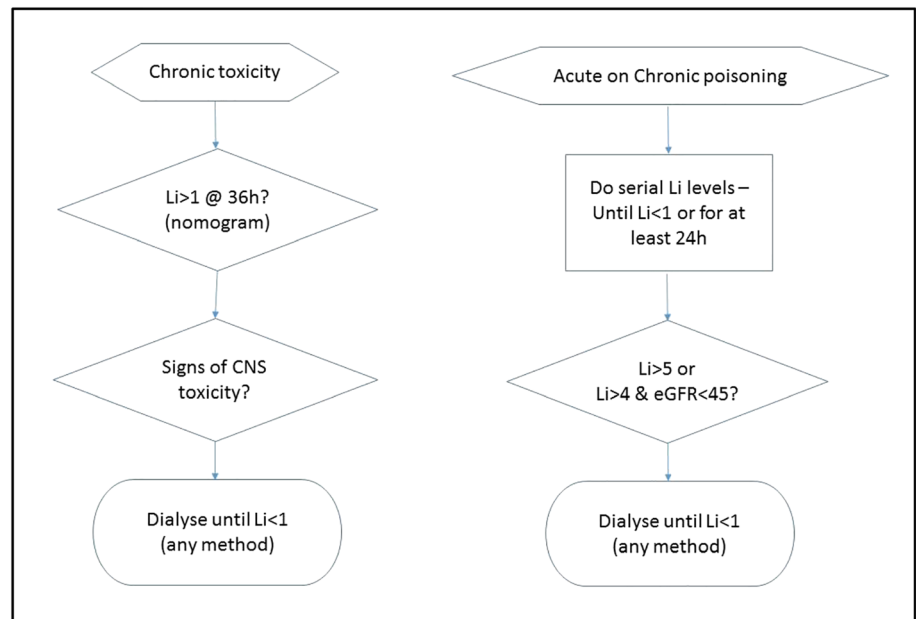 Chronic toxicity
Li>1 @ 36h?
(nomogram)
Signs of CNS
toxicity?
Dialyse until Li<1
(any method)
Acute on Chronic poisoning
Do serial Li levels –
Until Li<1 or for at
least 24h
Li>5 or
Li>4 & eGFR<45?
Dialyse until Li<1
(any method)